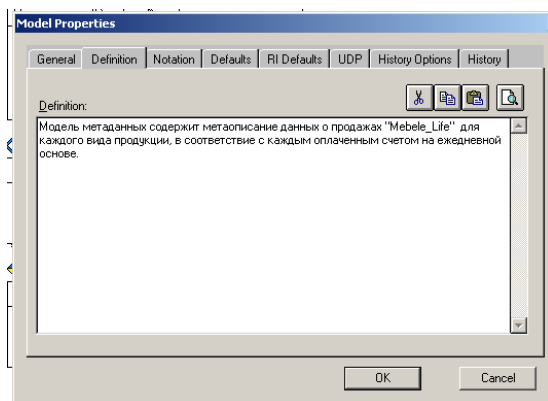 Model Properties
General Definition Notation Defaults RI Defaults UDP History Options History
Definition:
Модель метаданных содержит метаописание данных о продажах "Mebele_Life" для
каждого вида продукции, в соответствие с каждым оплаченным счетом на ежедневной
основе.
OK Cancel